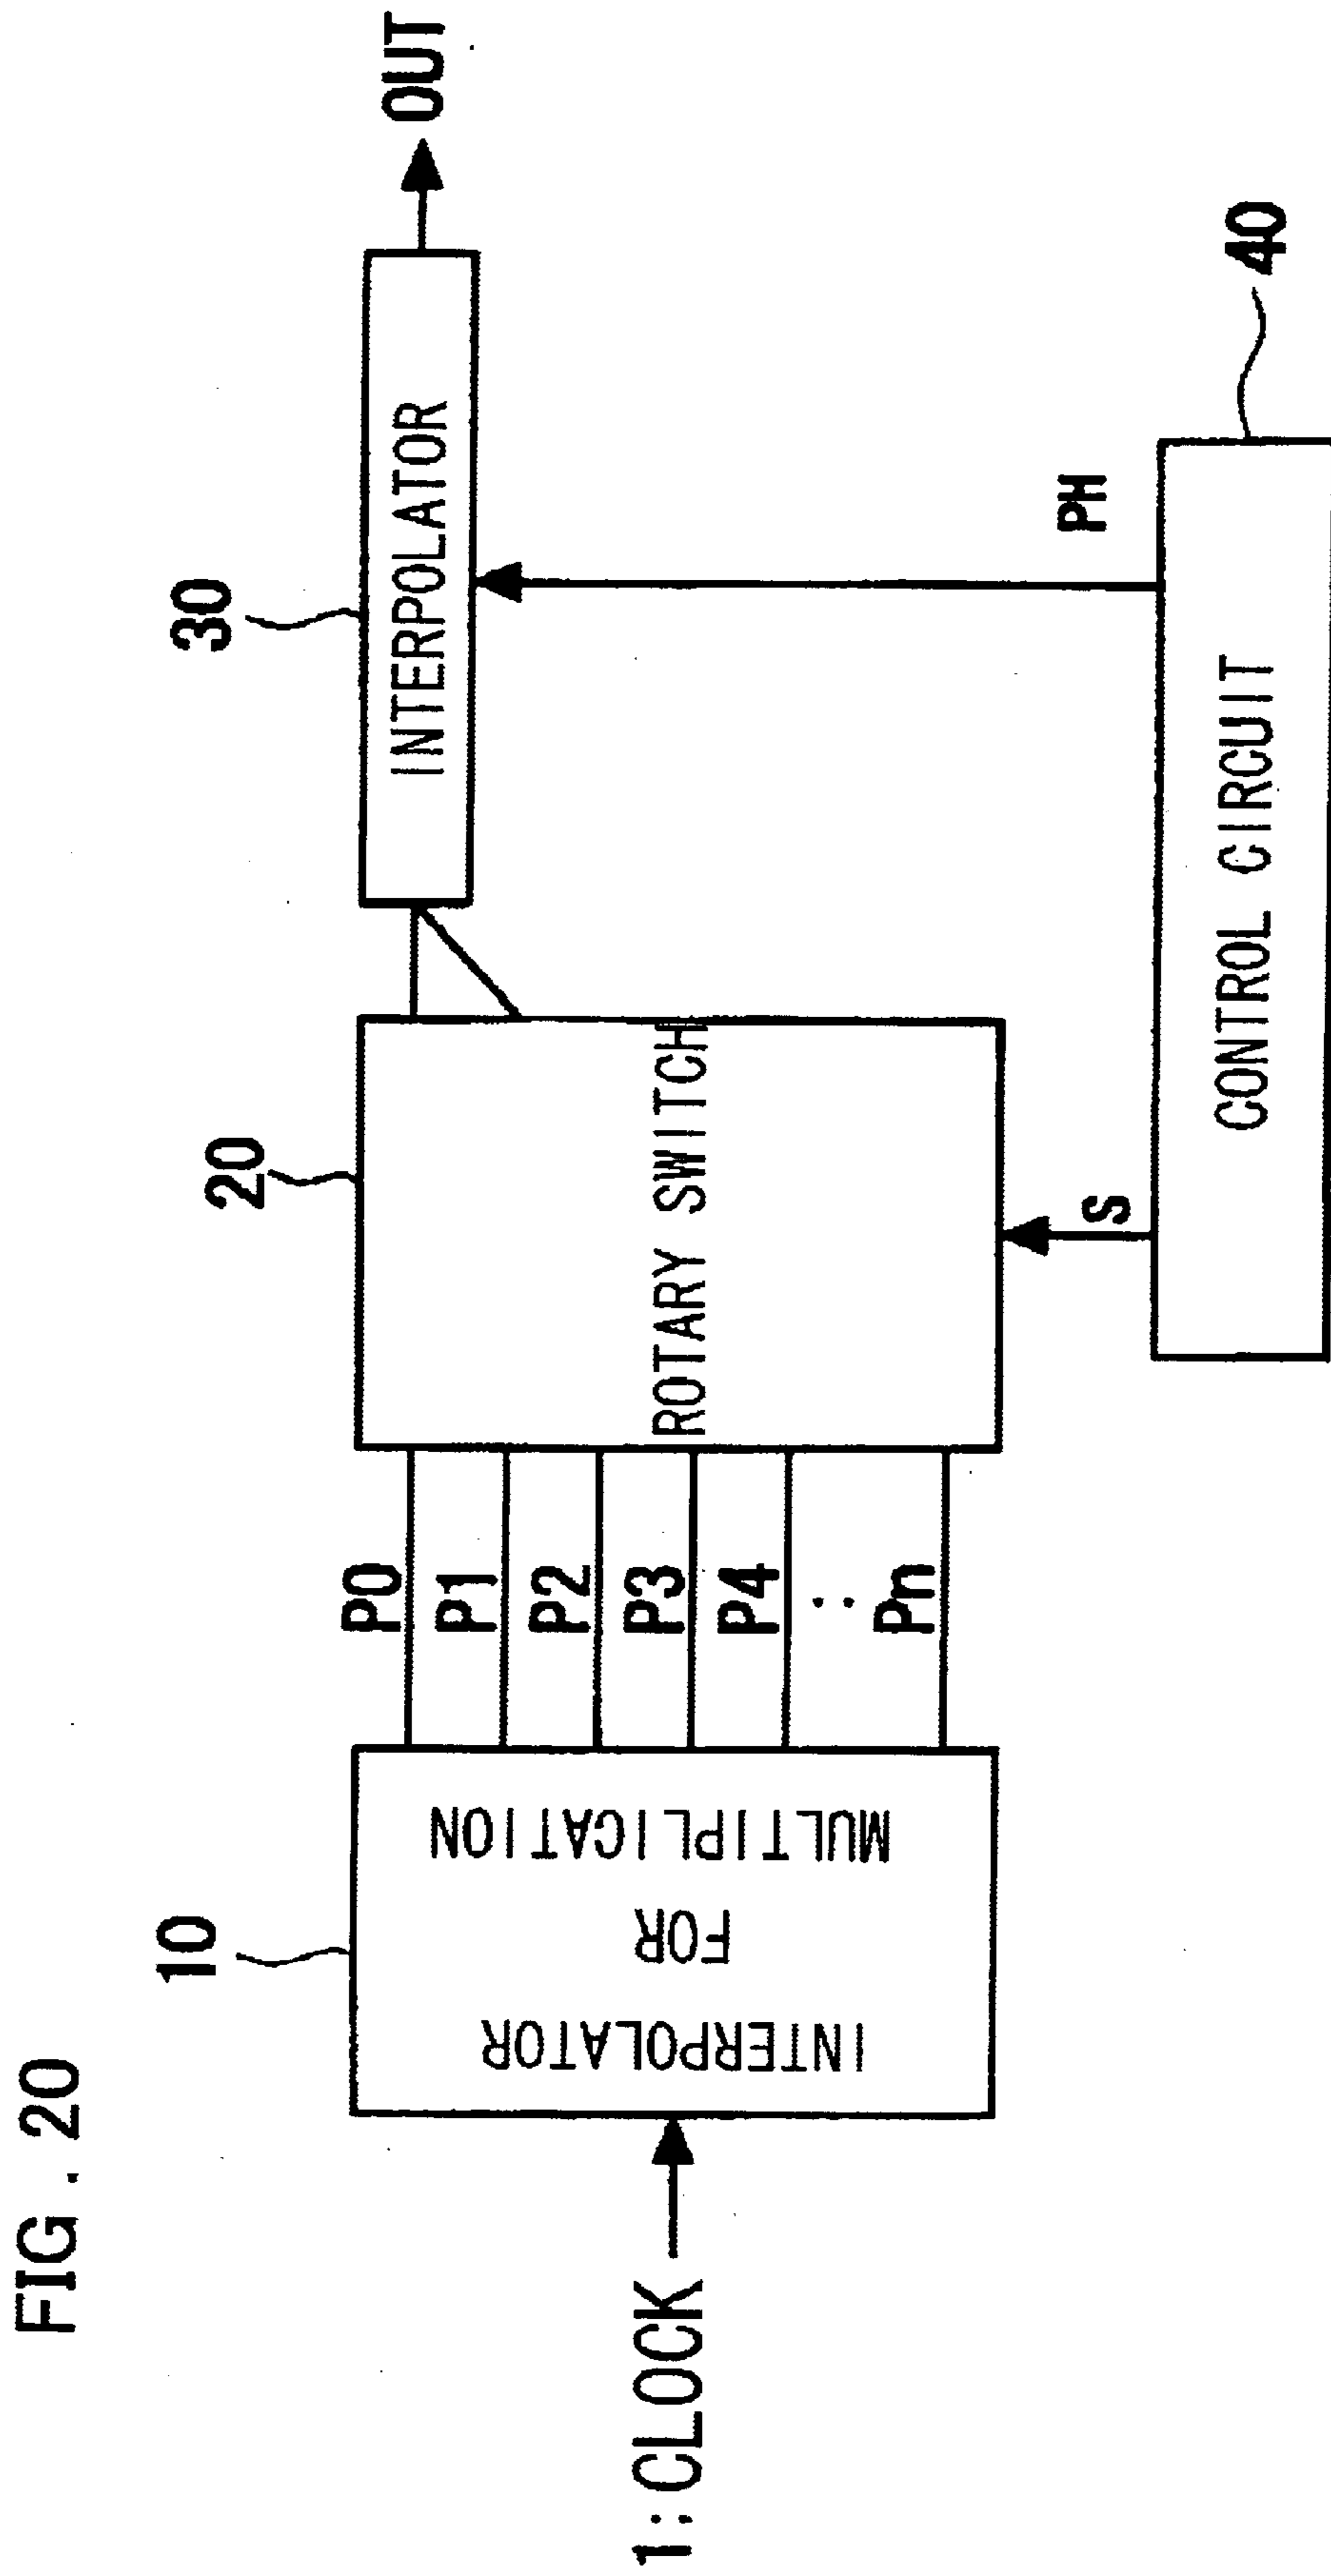 FIG. 20
10
20
30
1:CLOCK
INTERPOLATOR
FOR
MULTIPLICATION
P0
P1
P2
P3
P4
:
Pn
ROTARY SWITCH
INTERPOLATOR
OUT
S
PH
CONTROL CIRCUIT
40